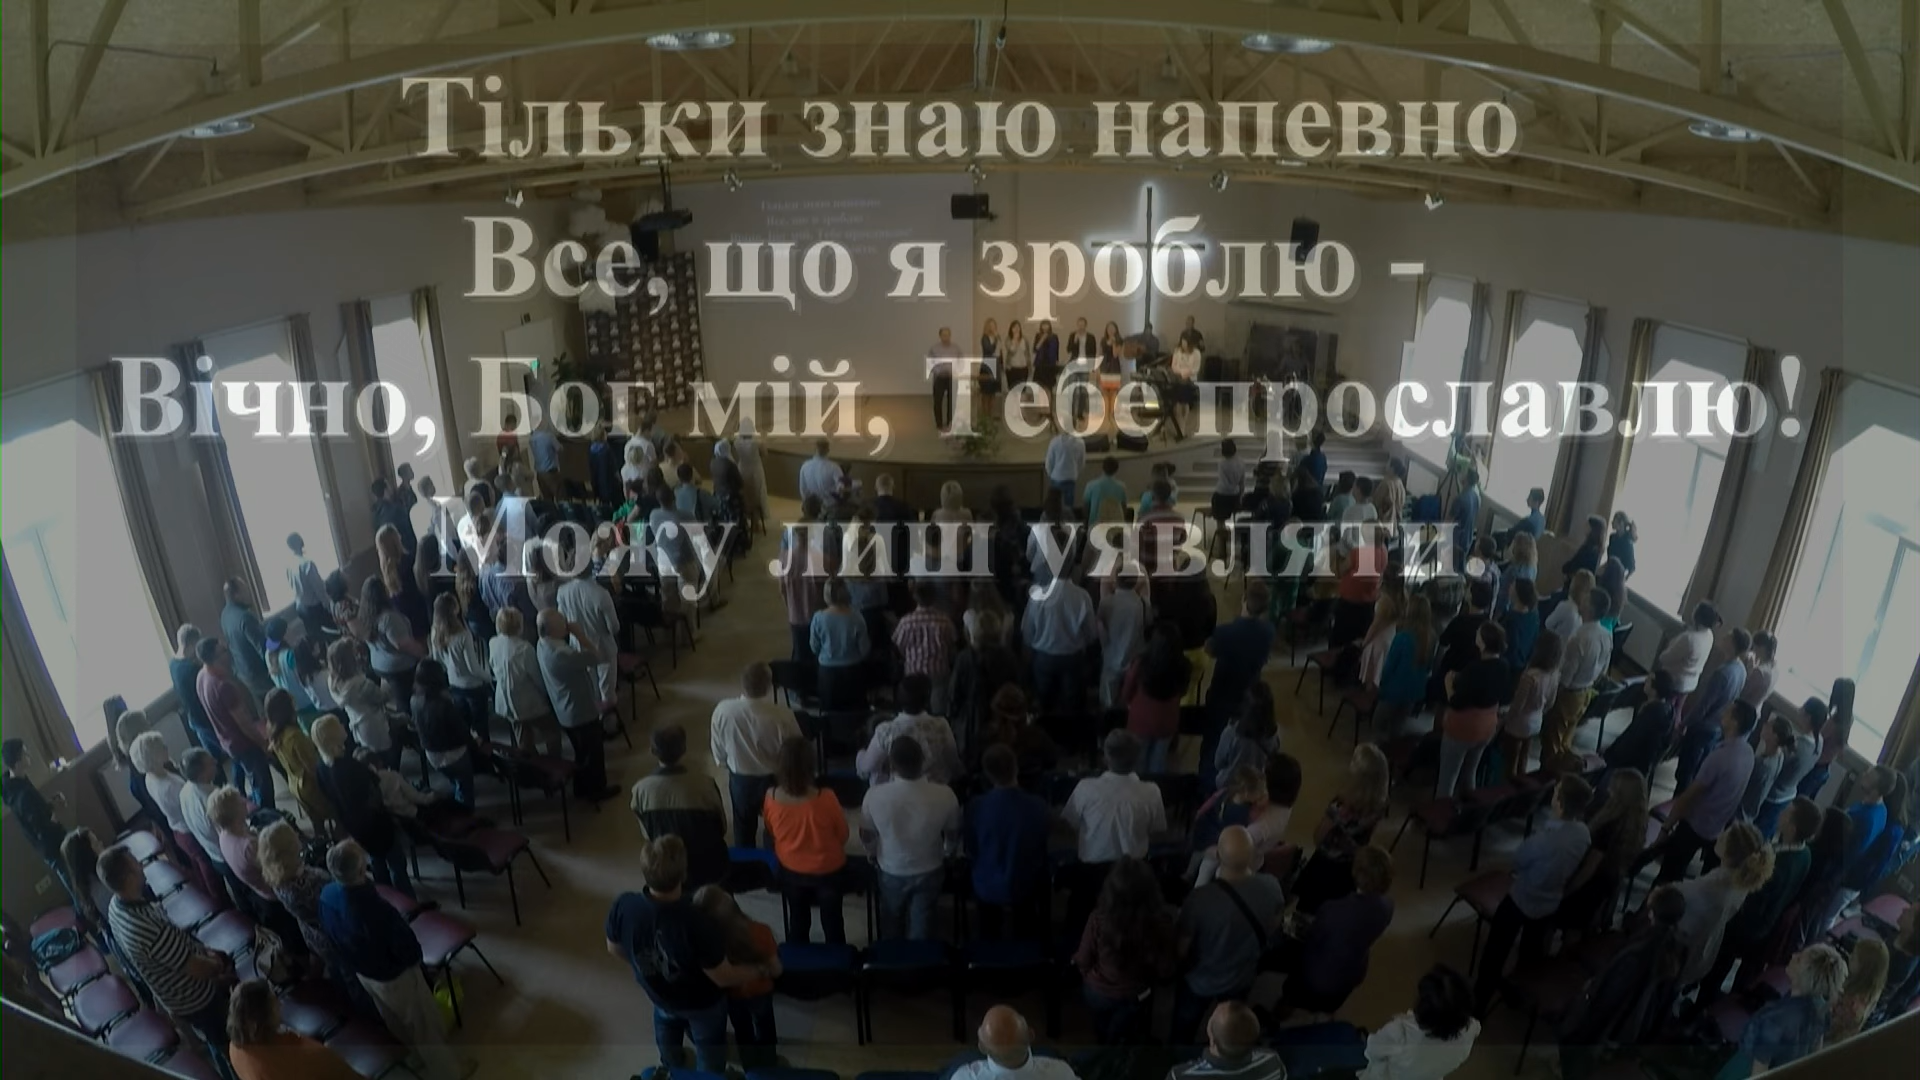 Тільки знаю напевно
Все, що я зроблю -
Вічно, Бог мій, Тебе прославлю!
Можу лиш уявляти.